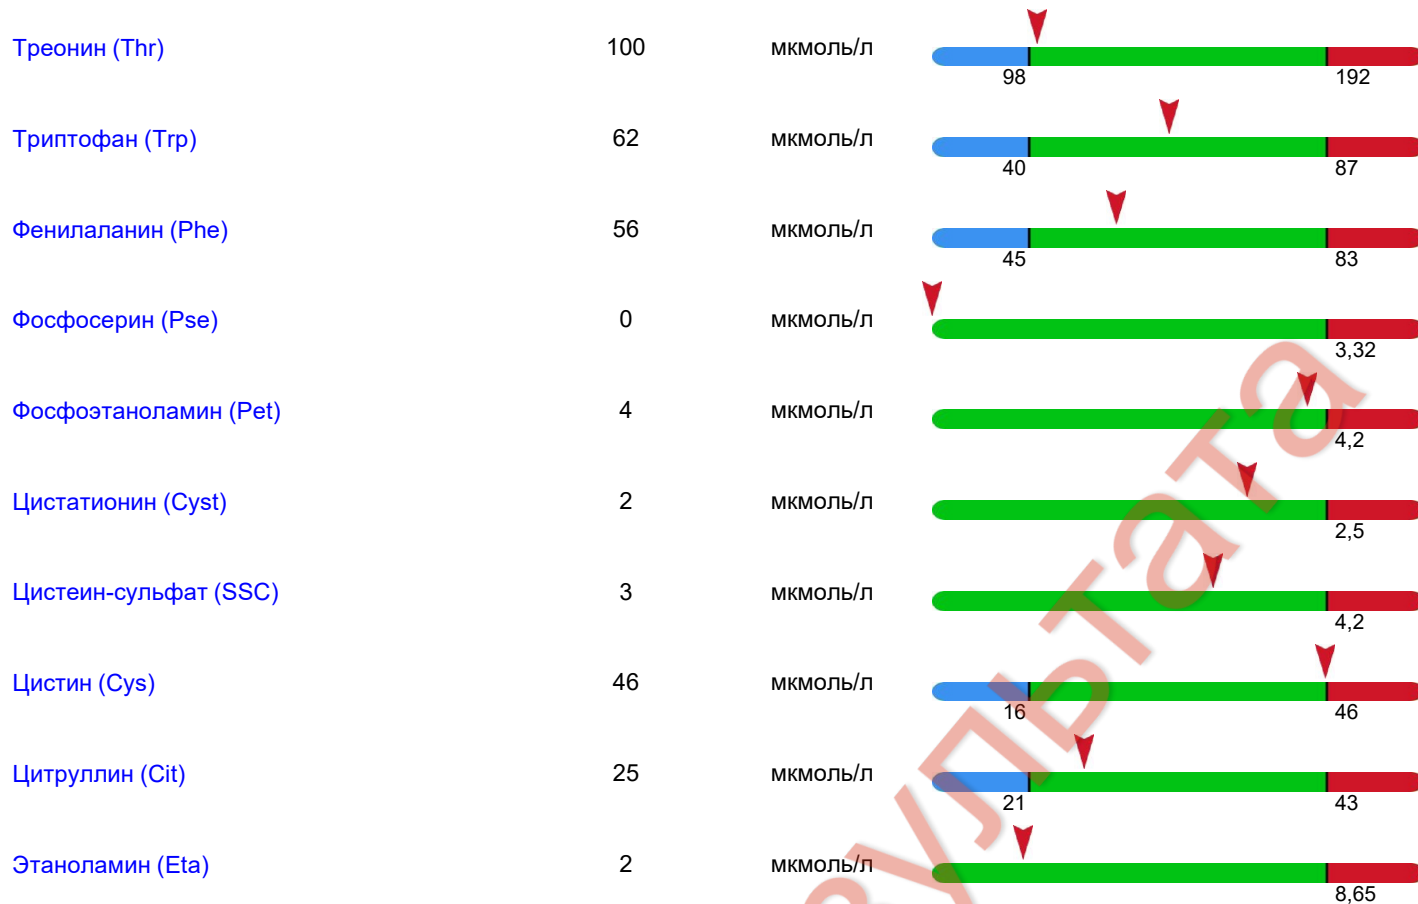 Треонин (Thr) 100 мкмоль/л 98 192
Триптофан (Trp) 62 мкмоль/л 40 87
Фенилаланин (Phe) 56 мкмоль/л 45 83
Фосфосерин (Pse) 0 мкмоль/л 3,32
Фосфоэтаноламин (Pet) 4 мкмоль/л 4,2
Цистатионин (Cyst) 2 мкмоль/л 2,5
Цистеин-сульфат (SSC) 3 мкмоль/л 4,2
Цистин (Cys) 46 мкмоль/л 16 46
Цитруллин (Cit) 25 мкмоль/л 21 43
Этаноламин (Eta) 2 мкмоль/л 8,65
ультата